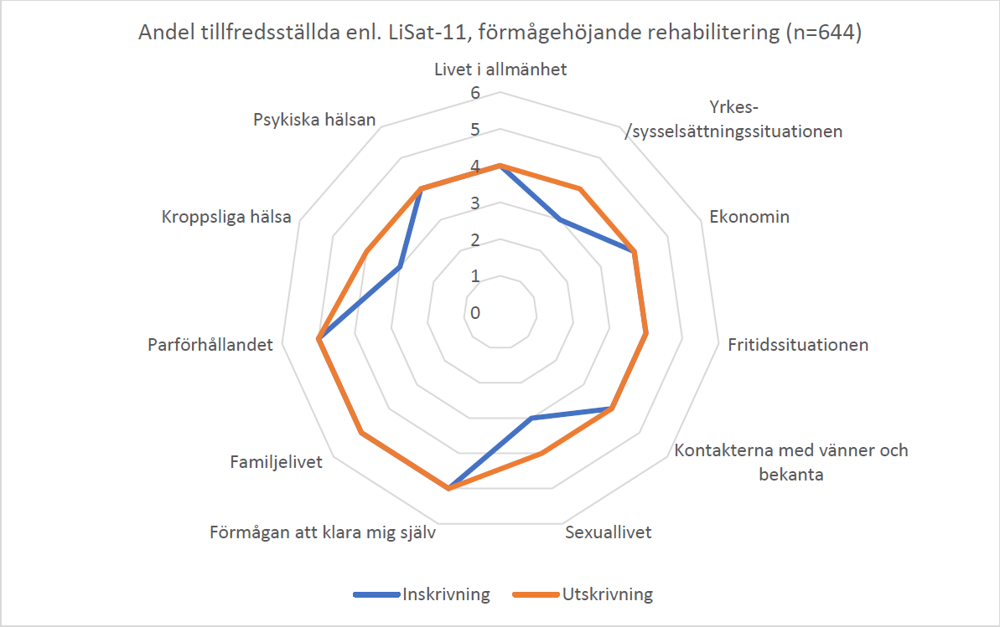 Andel tillfredsställda enl. LiSat-11, förmågehöjande rehabilitering (n=644)
Livet i allmänhet
Yrkes-
/sysselsättningssituationen
Ekonomin
Fritidssituationen
Kontakterna med vänner och
bekanta
Sexuallivet
Förmågan att klara mig själv
Familjelivet
Parförhållandet
Kroppsliga hälsa
Psykiska hälsan
6
5
4
3
2
1
0
Inskrivning
Utskrivning